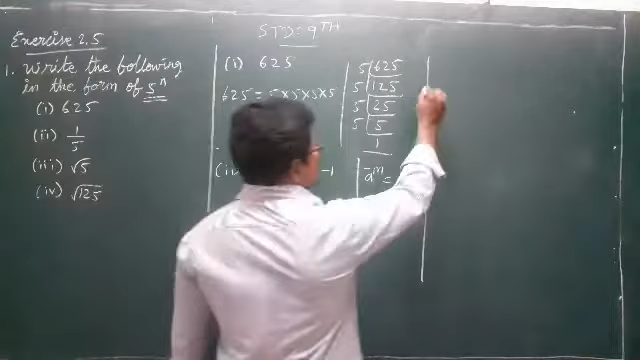 STD:- 9TH
Exercise 2.5
1. Write the following
in the form of 5ⁿ
(i) 625
(ii) 1/5
(iii) √5
(iv) √125
(i) 625
625 = 5×5×5×5
5 | 625
5 | 125
5 | 25
5 | 5
1
-1
a⁻ᵐ =